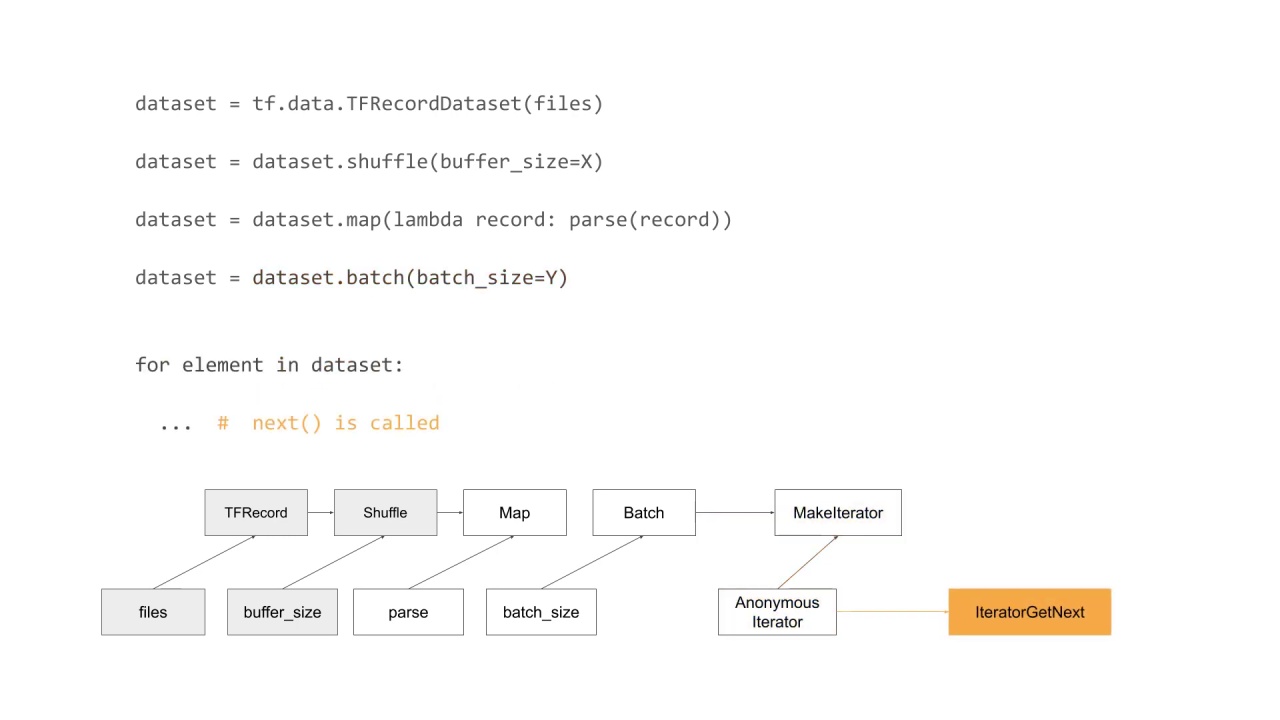 dataset = tf.data.TFRecordDataset(files)
dataset = dataset.shuffle(buffer_size=X)
dataset = dataset.map(lambda record: parse(record))
dataset = dataset.batch(batch_size=Y)
for element in dataset:
... # next() is called
TFRecord
Shuffle
Map
Batch
MakeIterator
files
buffer_size
parse
batch_size
Anonymous
Iterator
IteratorGetNext